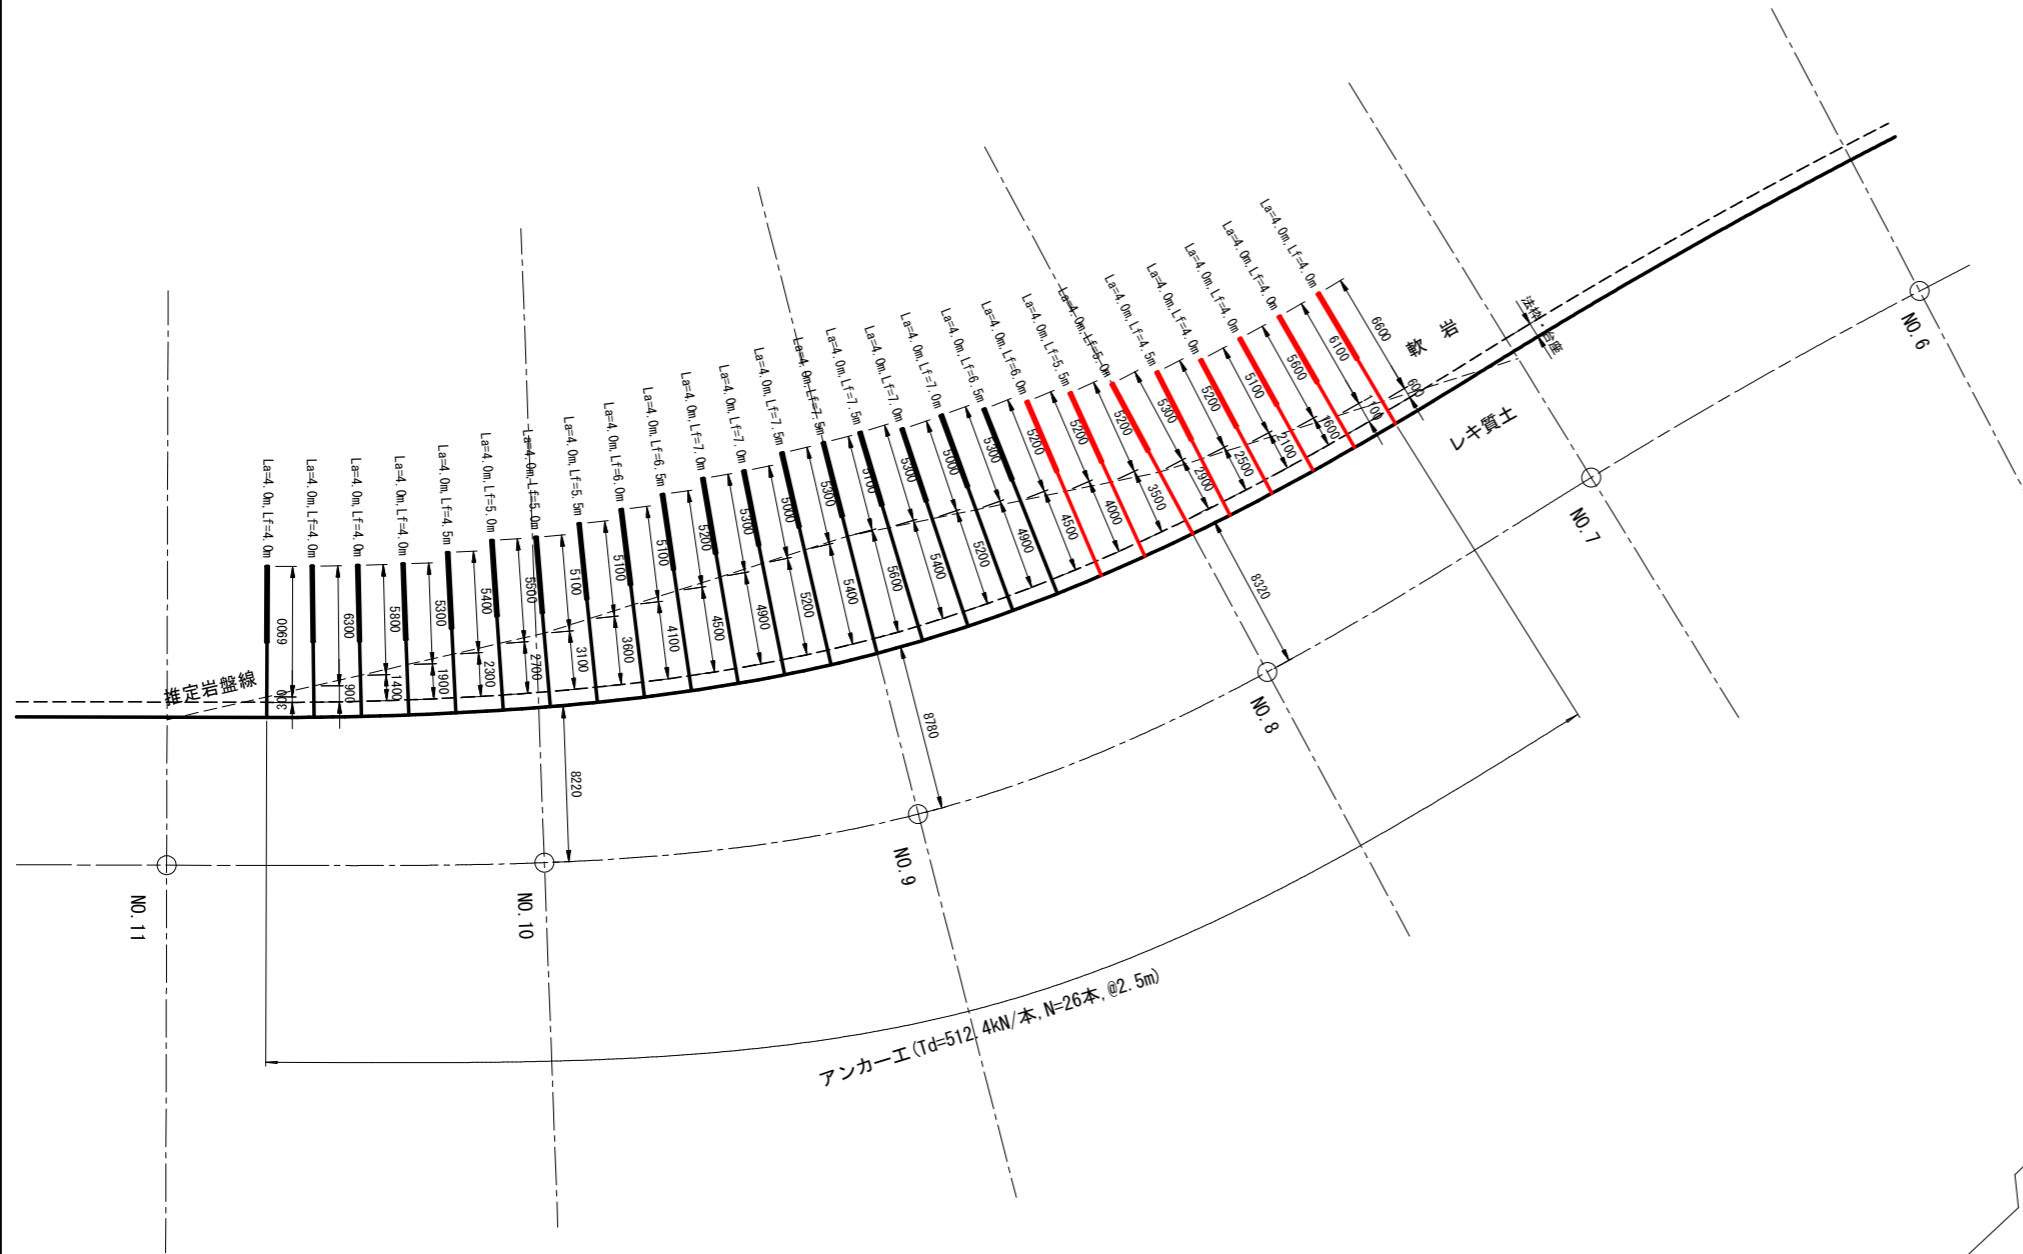 La=4.0m,Lf=4.0m
La=4.0m,Lf=4.0m
La=4.0m,Lf=4.0m
La=4.0m,Lf=4.0m
La=4.0m,Lf=4.5m
La=4.0m,Lf=5.0m
La=4.0m,Lf=5.0m
La=4.0m,Lf=5.5m
La=4.0m,Lf=6.0m
La=4.0m,Lf=6.5m
La=4.0m,Lf=7.0m
La=4.0m,Lf=7.0m
La=4.0m,Lf=7.5m
La=4.0m,Lf=7.5m
La=4.0m,Lf=7.5m
La=4.0m,Lf=7.0m
La=4.0m,Lf=7.0m
La=4.0m,Lf=6.5m
La=4.0m,Lf=6.0m
La=4.0m,Lf=5.5m
La=4.0m,Lf=5.0m
La=4.0m,Lf=4.5m
La=4.0m,Lf=4.0m
La=4.0m,Lf=4.0m
La=4.0m,Lf=4.0m
La=4.0m,Lf=4.0m
6900
6300
5800
5300
5400
5500
5100
5100
5100
5200
5300
5000
5300
5100
5300
5000
5300
5200
5200
5200
5300
5200
5100
5600
6100
6600
300
900
1400
1900
2300
2700
3100
3600
4100
4500
4900
5200
5400
5600
5400
5200
4900
4500
4000
3500
2900
2500
2100
1600
1100
600
推定岩盤線
軟岩
レキ質土
法枠・台座
8220
8780
8320
NO.11
NO.10
NO.9
NO.8
NO.7
NO.6
アンカー工(Td=512.4kN/本,N=26本,@2.5m)